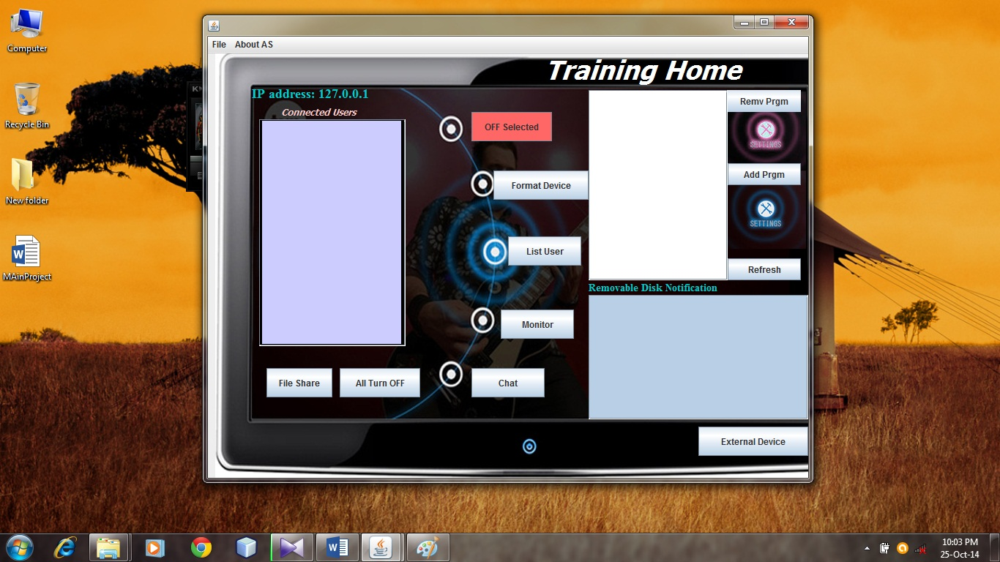 Computer
Recycle Bin
New folder
MAinProject
File About AS
Training Home
IP address: 127.0.0.1
Connected Users
OFF Selected
Format Device
List User
Monitor
File Share
All Turn OFF
Chat
Remv Prgm
SETTINGS
Add Prgm
SETTINGS
Refresh
Removable Disk Notification
External Device
10:03 PM
25-Oct-14